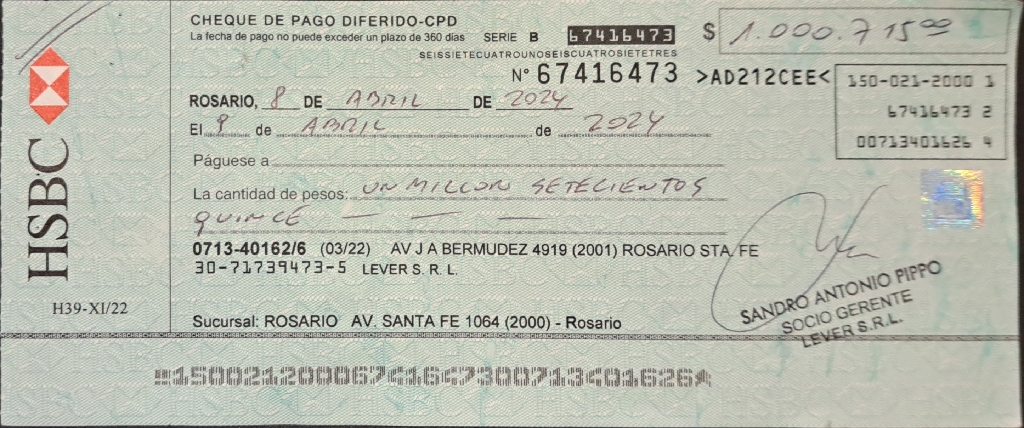 CHEQUE DE PAGO DIFERIDO-CPD
La fecha de pago no puede exceder un plazo de 360 días SERIE B 67416473 $ 1.000.71500
SEISSIETECUATROUNOSEISCUATROSIETETRES
N° 67416473 >AD212CEE< 150-021-2000 1
67416473 2
00713401626 4
ROSARIO, 8 DE ABRIL DE 2024
El 9 de ABRIL de 2024
Páguese a
La cantidad de pesos: UN MILLON SETECIENTOS
QUINCE — — —
HSBC
0713-40162/6 (03/22) AV J A BERMUDEZ 4919 (2001) ROSARIO STA, FE
30-71739473-5 LEVER S. R. L.
H39-XI/22
Sucursal: ROSARIO AV. SANTA FE 1064 (2000) - Rosario
SANDRO ANTONIO PIPPO
SOCIO GERENTE
LEVER S.R.L.
15002120006741647300713401626